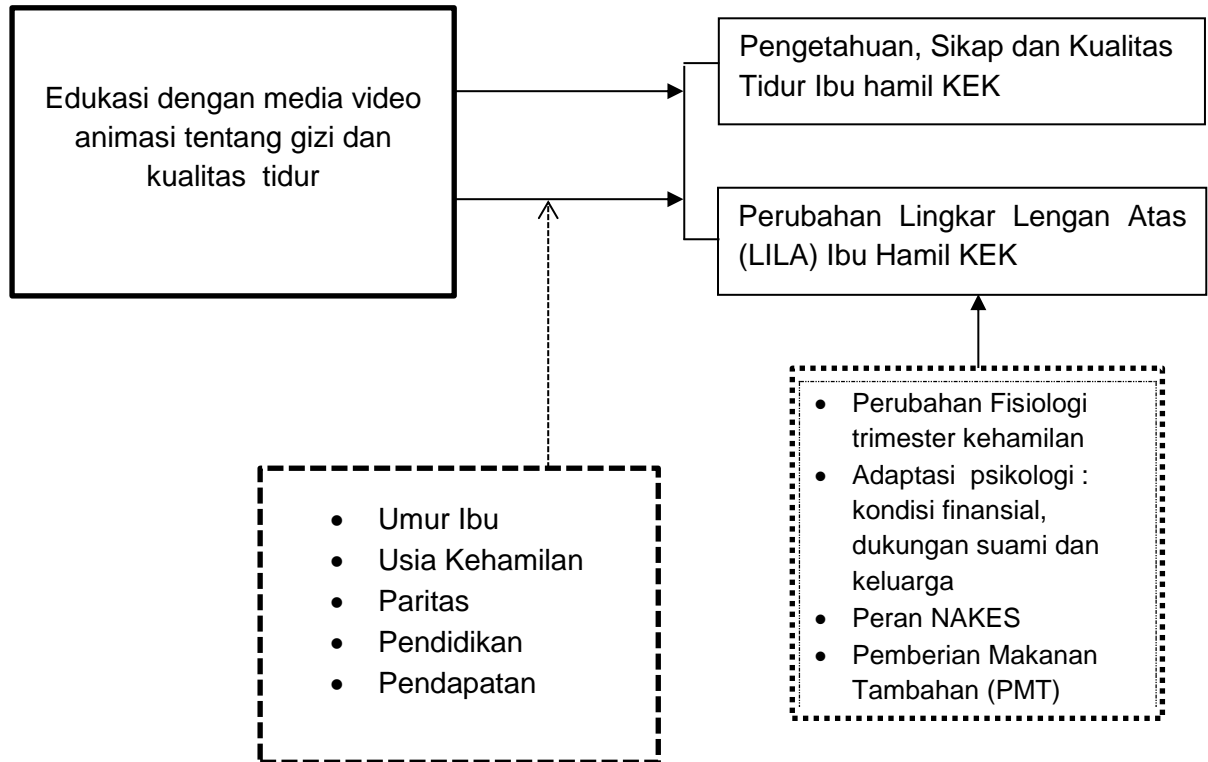 Edukasi dengan media video
animasi tentang gizi dan
kualitas tidur
Pengetahuan, Sikap dan Kualitas
Tidur Ibu hamil KEK
Perubahan Lingkar Lengan Atas
(LILA) Ibu Hamil KEK
• Umur Ibu
• Usia Kehamilan
• Paritas
• Pendidikan
• Pendapatan
• Perubahan Fisiologi
trimester kehamilan
• Adaptasi psikologi :
kondisi finansial,
dukungan suami dan
keluarga
• Peran NAKES
• Pemberian Makanan
Tambahan (PMT)